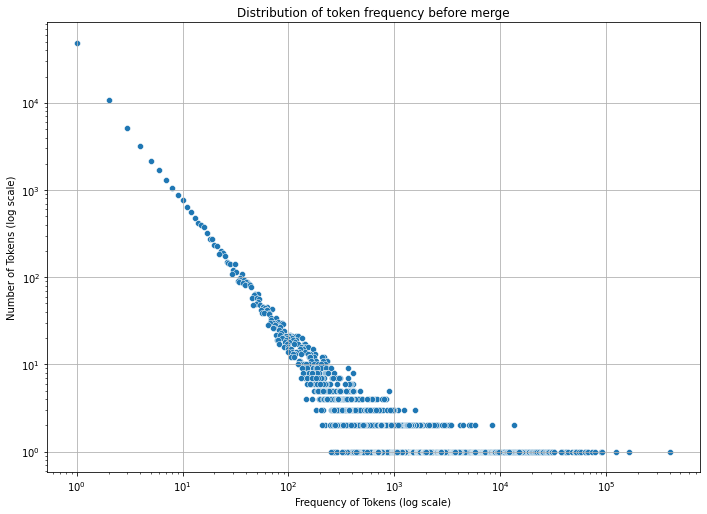 Distribution of token frequency before merge
Number of Tokens (log scale)
10⁴
10³
10²
10¹
10⁰
10⁰ 10¹ 10² 10³ 10⁴ 10⁵
Frequency of Tokens (log scale)